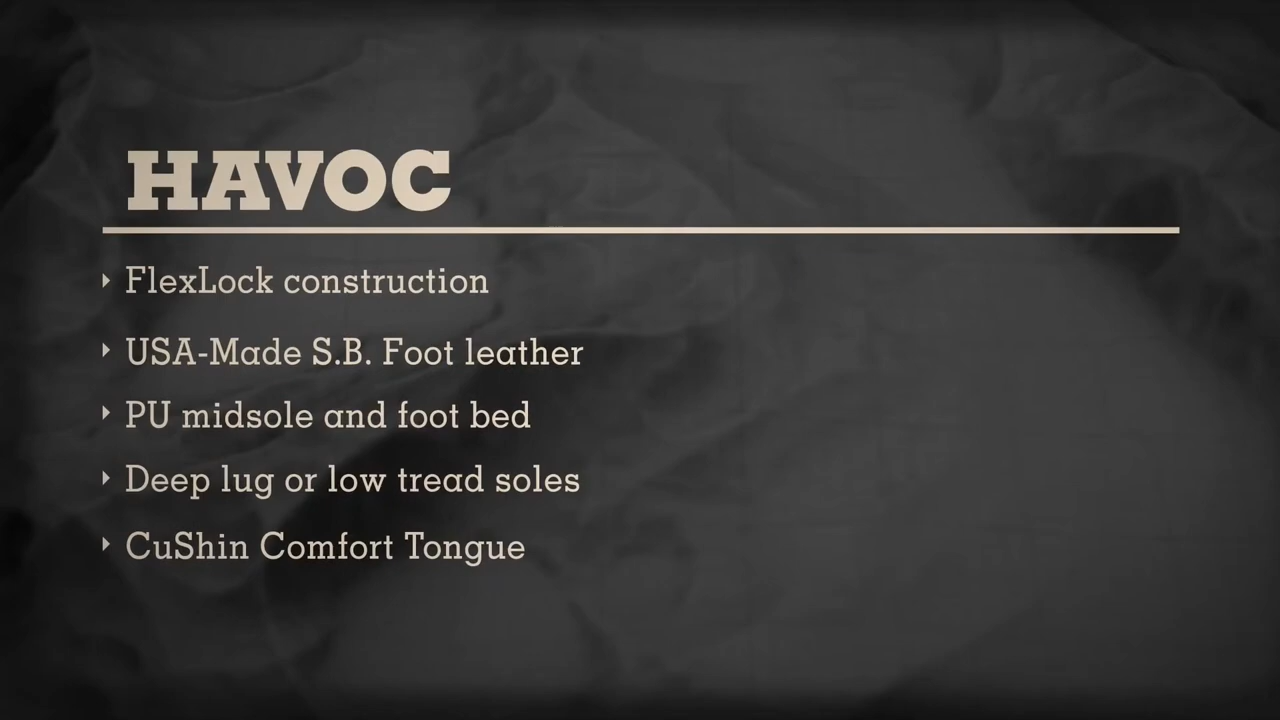 HAVOC
FlexLock construction
USA-Made S.B. Foot leather
PU midsole and foot bed
Deep lug or low tread soles
CuShin Comfort Tongue